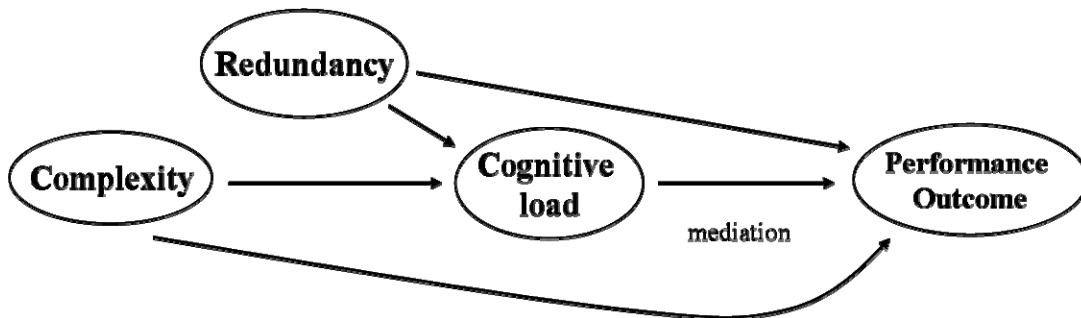 Redundancy
Complexity
Cognitive
load
Performance
Outcome
mediation